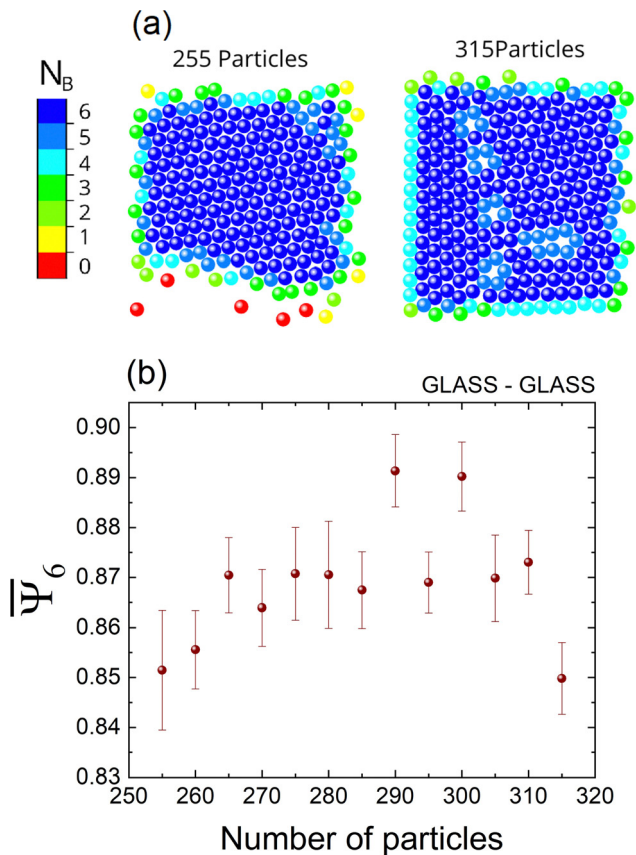 (a)
255 Particles
315Particles
N_B
6
5
4
3
2
1
0
(b)
GLASS - GLASS
0.90
0.89
0.88
0.87
0.86
0.85
0.84
0.83
Ψ̅_6
250 260 270 280 290 300 310 320
Number of particles